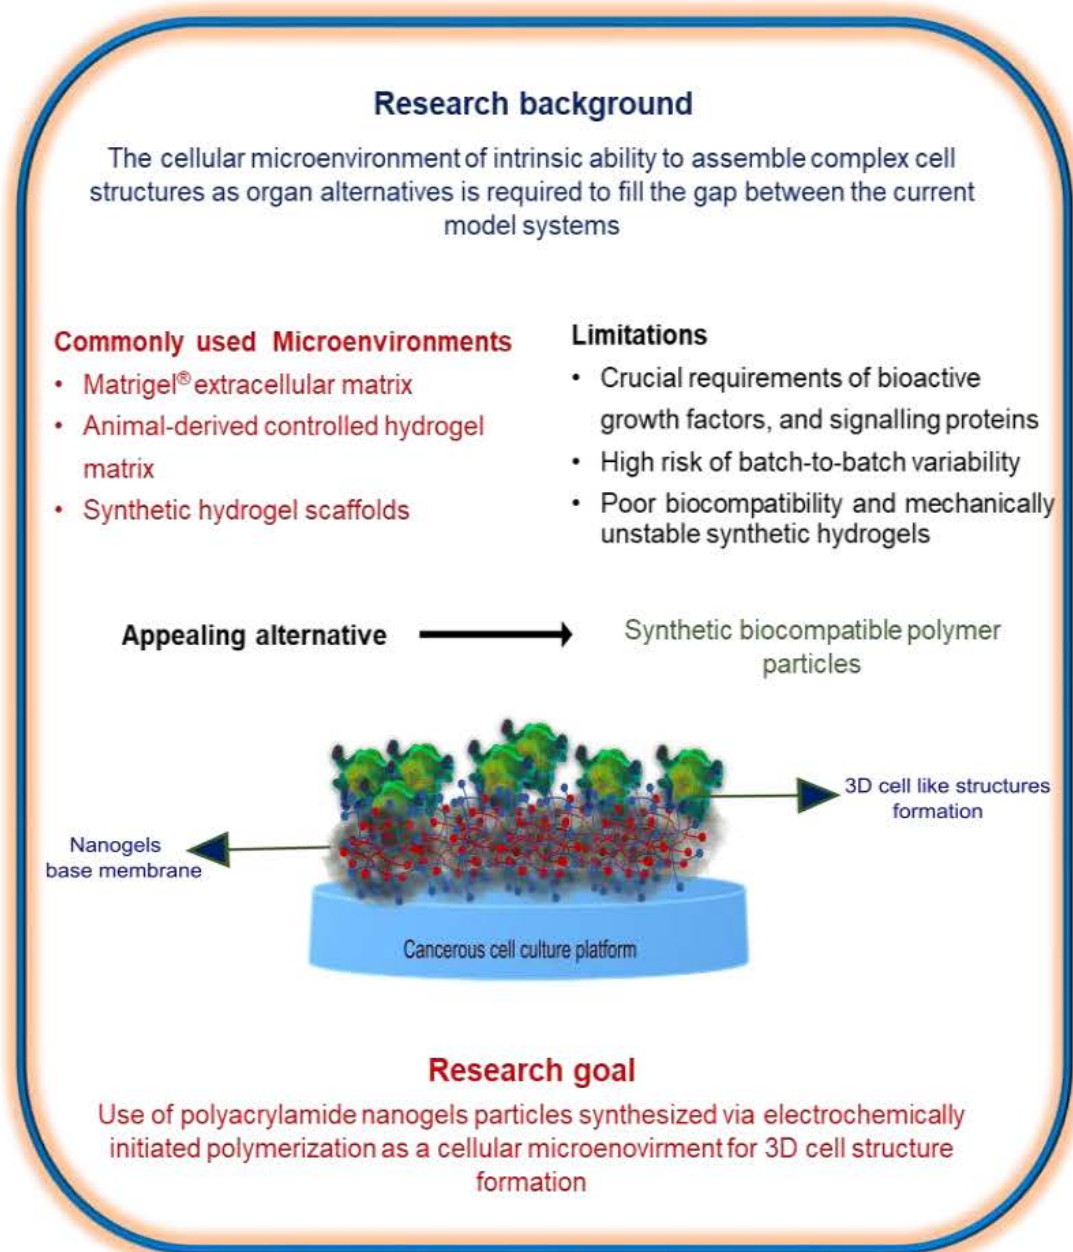 Research background
The cellular microenvironment of intrinsic ability to assemble complex cell
structures as organ alternatives is required to fill the gap between the current
model systems
Commonly used Microenvironments
• Matrigel® extracellular matrix
• Animal-derived controlled hydrogel
matrix
• Synthetic hydrogel scaffolds
Limitations
• Crucial requirements of bioactive
growth factors, and signalling proteins
• High risk of batch-to-batch variability
• Poor biocompatibility and mechanically
unstable synthetic hydrogels
Appealing alternative
Synthetic biocompatible polymer
particles
3D cell like structures
formation
Nanogels
base membrane
Cancerous cell culture platform
Research goal
Use of polyacrylamide nanogels particles synthesized via electrochemically
initiated polymerization as a cellular microenovirment for 3D cell structure
formation